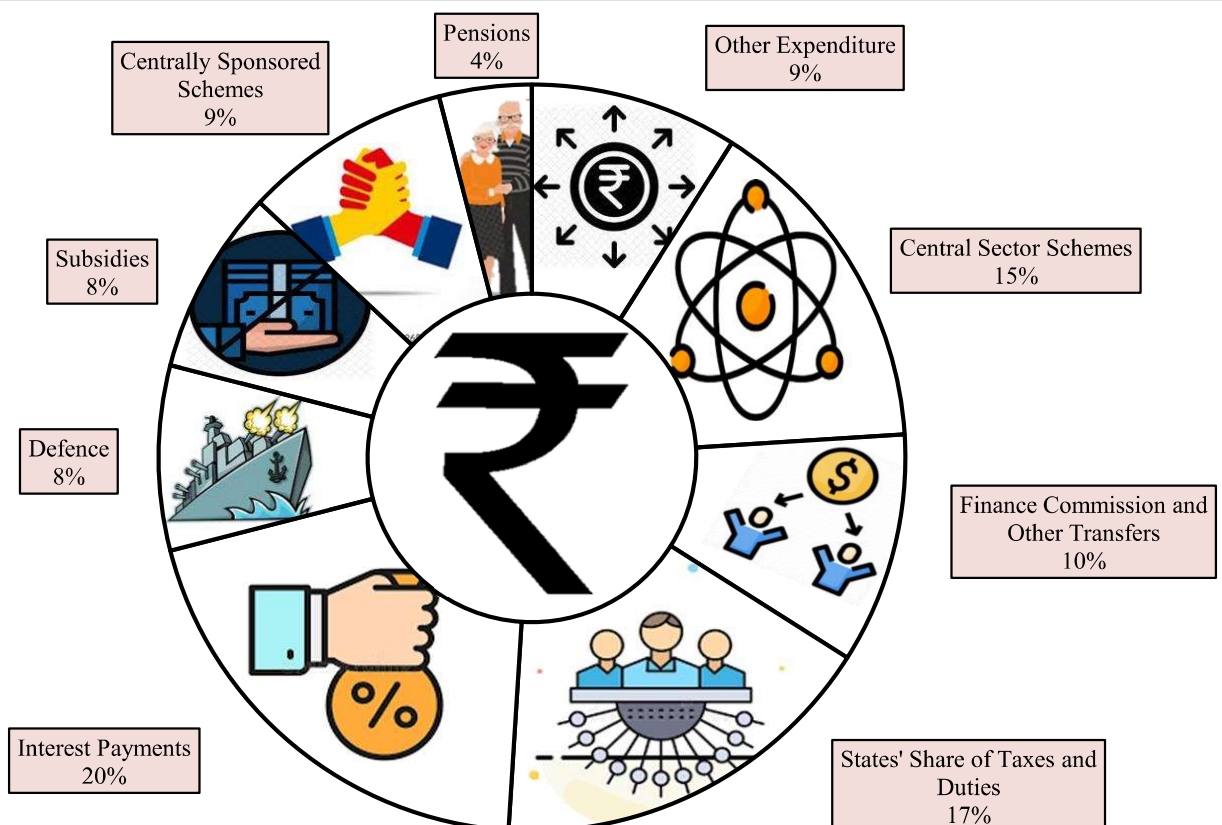 Pensions
4%
Other Expenditure
9%
Centrally Sponsored
Schemes
9%
Central Sector Schemes
15%
Subsidies
8%
Defence
8%
Finance Commission and
Other Transfers
10%
Interest Payments
20%
States' Share of Taxes and
Duties
17%
₹
₹
$
%